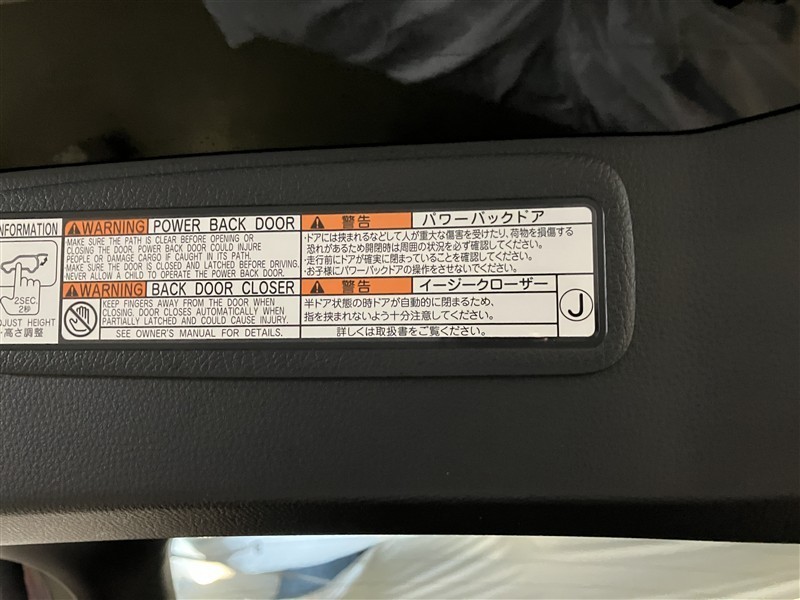 INFORMATION
2SEC.
2秒
JUST HEIGHT
高さ調整
WARNING POWER BACK DOOR
·MAKE SURE THE PATH IS CLEAR BEFORE OPENING OR
CLOSING THE DOOR. POWER BACK DOOR COULD INJURE
PEOPLE OR DAMAGE CARGO IF CAUGHT IN ITS PATH.
·MAKE SURE THE DOOR IS CLOSED AND LATCHED BEFORE DRIVING.
NEVER ALLOW A CHILD TO OPERATE THE POWER BACK DOOR.
WARNING BACK DOOR CLOSER
KEEP FINGERS AWAY FROM THE DOOR WHEN
CLOSING. DOOR CLOSES AUTOMATICALLY WHEN
PARTIALLY LATCHED AND COULD CAUSE INJURY.
SEE OWNER'S MANUAL FOR DETAILS.
警告 パワーバックドア
·ドアには挟まれるなどして人が重大な傷害を受けたり、荷物を損傷する
恐れがあるため開閉時は周囲の状況を必ず確認してください。
·走行前にドアが確実に閉まっていることを確認してください。
·お子様にパワーバックドアの操作をさせないでください。
警告 イージークローザー
半ドア状態の時ドアが自動的に閉まるため、
指を挟まれないよう十分注意してください。
詳しくは取扱書をご覧ください。
J